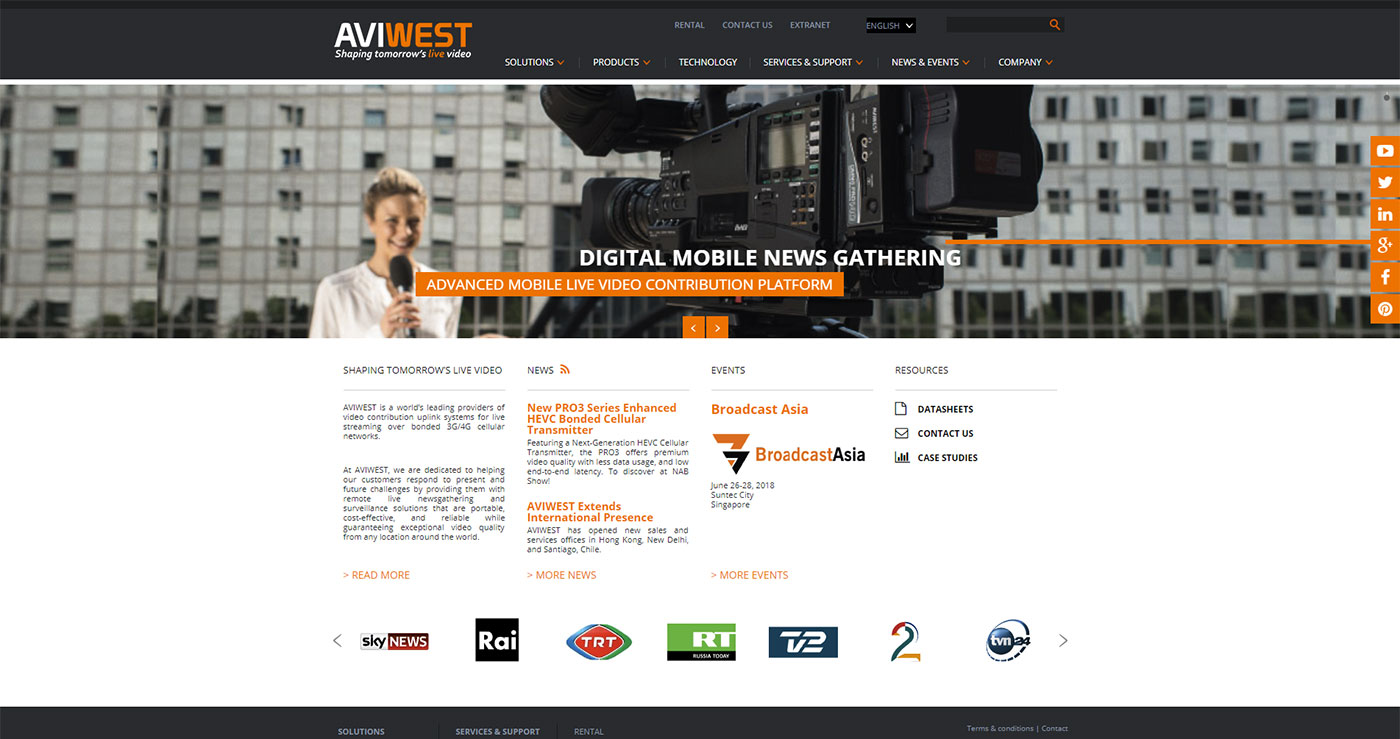 RENTAL CONTACT US EXTRANET ENGLISH
AVIWEST
Shaping tomorrow's live video
SOLUTIONS PRODUCTS TECHNOLOGY SERVICES & SUPPORT NEWS & EVENTS COMPANY
AVIWEST
DIGITAL MOBILE NEWS GATHERING
ADVANCED MOBILE LIVE VIDEO CONTRIBUTION PLATFORM
SHAPING TOMORROW'S LIVE VIDEO
AVIWEST is a world's leading providers of
video contribution uplink systems for live
streaming over bonded 3G/4G cellular
networks.
At AVIWEST, we are dedicated to helping
our customers respond to present and
future challenges by providing them with
remote live newsgathering and
surveillance solutions that are portable,
cost-effective, and reliable while
guaranteeing exceptional video quality
from any location around the world.
> READ MORE
NEWS
New PRO3 Series Enhanced
HEVC Bonded Cellular
Transmitter
Featuring a Next-Generation HEVC Cellular
Transmitter, the PRO3 offers premium
video quality with less data usage, and low
end-to-end latency. To discover at NAB
Show!
AVIWEST Extends
International Presence
AVIWEST has opened new sales and
services offices in Hong Kong, New Delhi,
and Santiago, Chile.
> MORE NEWS
EVENTS
Broadcast Asia
BroadcastAsia
June 26-28, 2018
Suntec City
Singapore
> MORE EVENTS
RESOURCES
DATASHEETS
CONTACT US
CASE STUDIES
sky NEWS
Rai
TRT
RT
RUSSIA TODAY
TV2
2
tvn24
SOLUTIONS SERVICES & SUPPORT RENTAL Terms & conditions | Contact